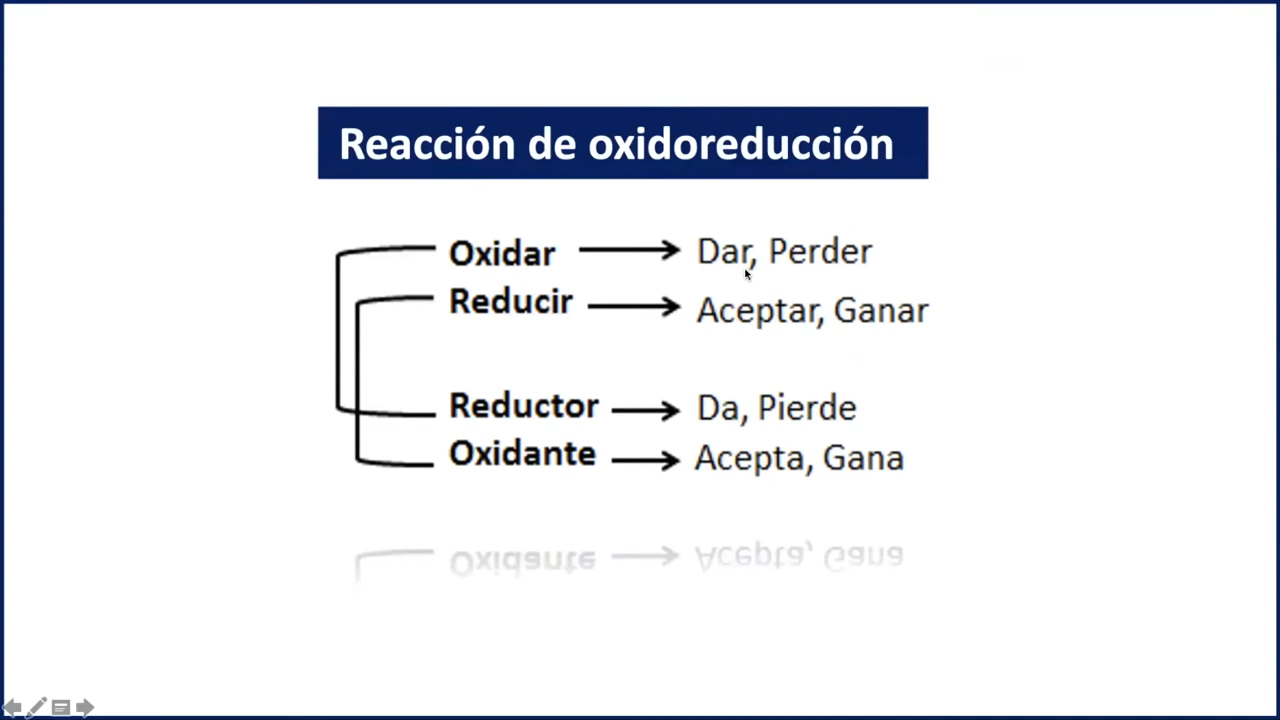 Reacción de oxidoreducción
Oxidar Dar, Perder
Reducir Aceptar, Ganar
Reductor Da, Pierde
Oxidante Acepta, Gana